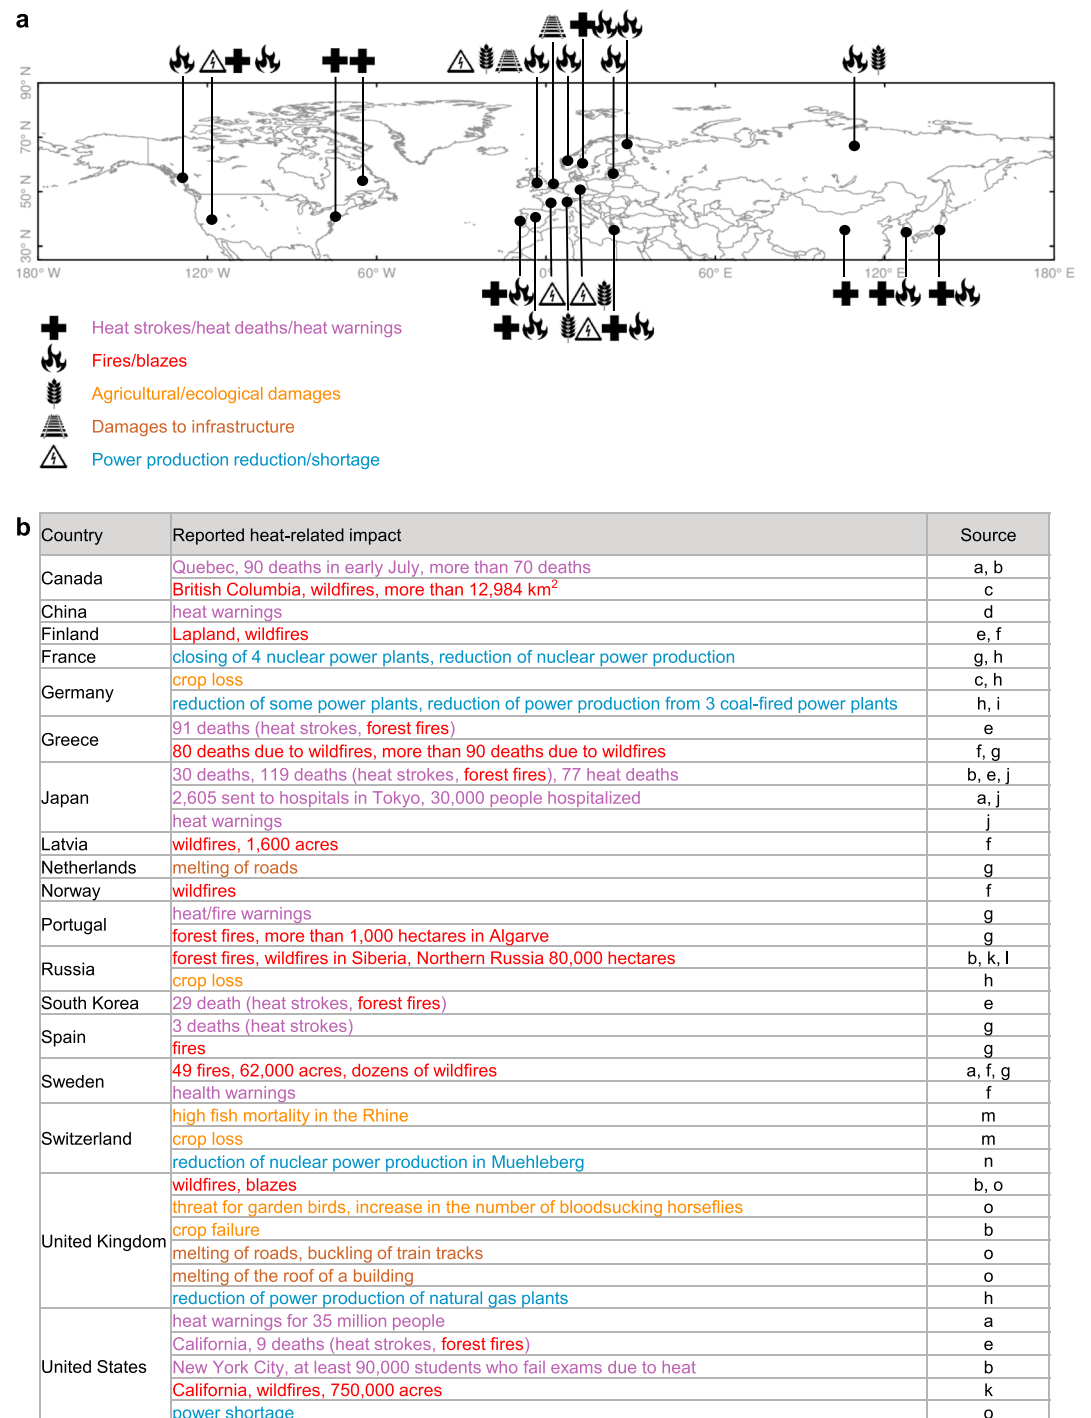 a
90° N
70° N
50° N
30° N
180° W
120° W
60° W
0°
60° E
120° E
180° E
Heat strokes/heat deaths/heat warnings
Fires/blazes
Agricultural/ecological damages
Damages to infrastructure
Power production reduction/shortage
b
Country Reported heat-related impact Source
Canada
Quebec, 90 deaths in early July, more than 70 deaths a, b
British Columbia, wildfires, more than 12,984 km² c
China heat warnings d
Finland Lapland, wildfires e, f
France closing of 4 nuclear power plants, reduction of nuclear power production g, h
Germany
crop loss c, h
reduction of some power plants, reduction of power production from 3 coal-fired power plants h, i
Greece
91 deaths (heat strokes, forest fires) e
80 deaths due to wildfires, more than 90 deaths due to wildfires f, g
Japan
30 deaths, 119 deaths (heat strokes, forest fires), 77 heat deaths b, e, j
2,605 sent to hospitals in Tokyo, 30,000 people hospitalized a, j
heat warnings j
Latvia wildfires, 1,600 acres f
Netherlands melting of roads g
Norway wildfires f
Portugal
heat/fire warnings g
forest fires, more than 1,000 hectares in Algarve g
Russia
forest fires, wildfires in Siberia, Northern Russia 80,000 hectares b, k, l
crop loss h
South Korea 29 death (heat strokes, forest fires) e
Spain
3 deaths (heat strokes) g
fires g
Sweden
49 fires, 62,000 acres, dozens of wildfires a, f, g
health warnings f
Switzerland
high fish mortality in the Rhine m
crop loss m
reduction of nuclear power production in Muehleberg n
United Kingdom
wildfires, blazes b, o
threat for garden birds, increase in the number of bloodsucking horseflies o
crop failure b
melting of roads, buckling of train tracks o
melting of the roof of a building o
reduction of power production of natural gas plants h
United States
heat warnings for 35 million people a
California, 9 deaths (heat strokes, forest fires) e
New York City, at least 90,000 students who fail exams due to heat b
California, wildfires, 750,000 acres k
power shortage o